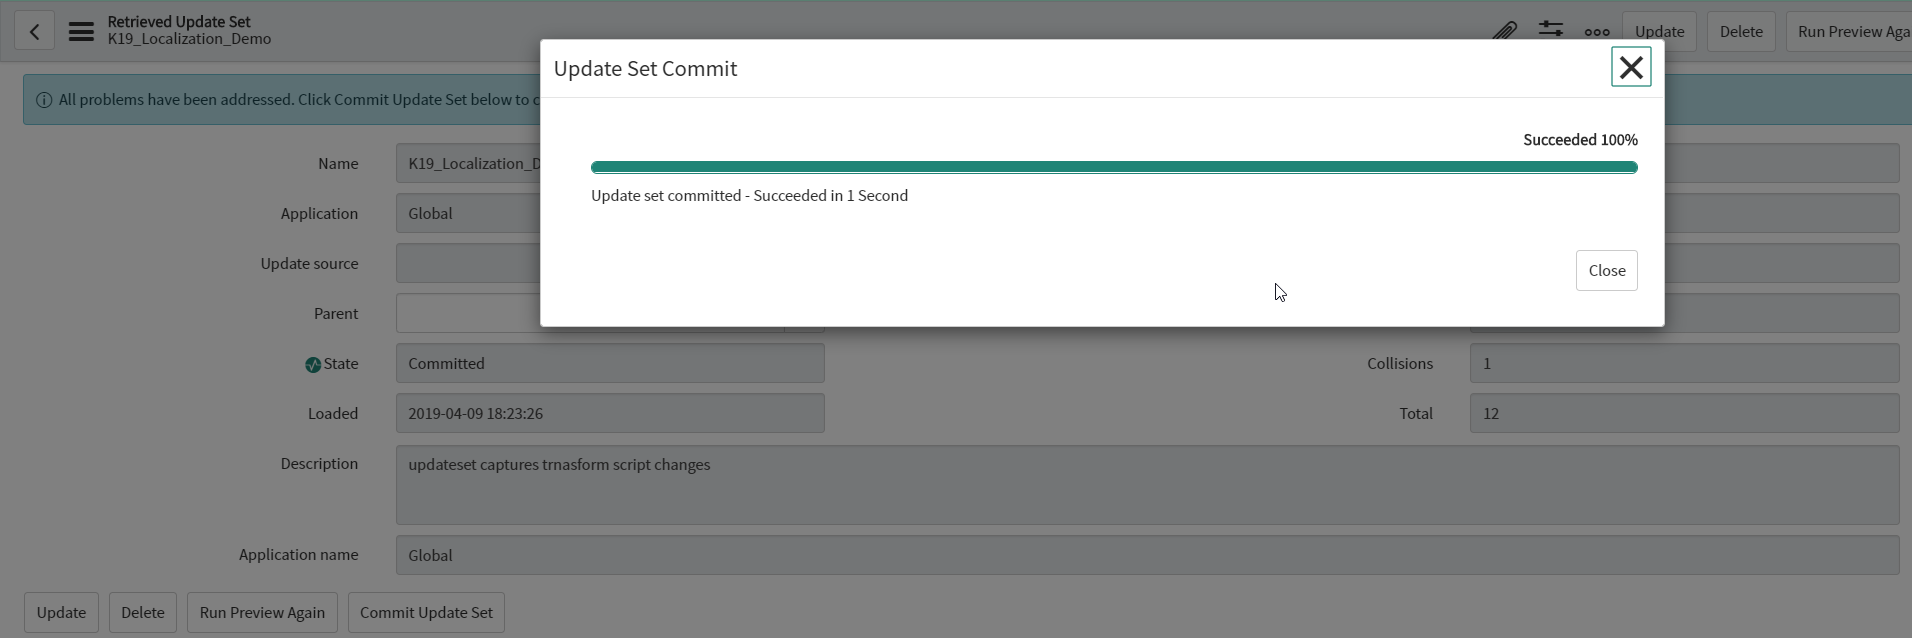 Retrieved Update Set
K19_Localization_Demo
Update
Delete
Run Preview Aga
Update Set Commit
All problems have been addressed. Click Commit Update Set below to c
Succeeded 100%
Update set committed - Succeeded in 1 Second
Close
Name
K19_Localization_D
Application
Global
Update source
Parent
State
Committed
Collisions
1
Loaded
2019-04-09 18:23:26
Total
12
Description
updateset captures trnasform script changes
Application name
Global
Update
Delete
Run Preview Again
Commit Update Set